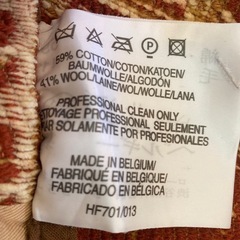 59% COTTON/COTON/KATOEN/
BAUMWOLLE/ALGODÓN
41% WOOL/LAINE/WOL/WOLLE/LANA
PROFESSIONAL CLEAN ONLY
NETTOYAGE PROFESSIONEL SEULEMENT
LIMPIAR SOLAMENTE POR PROFESIONALES
MADE IN BELGIUM/
FABRIQUÉ EN BELGIQUE/
FABRICADO EN BÉLGICA
HF701/013